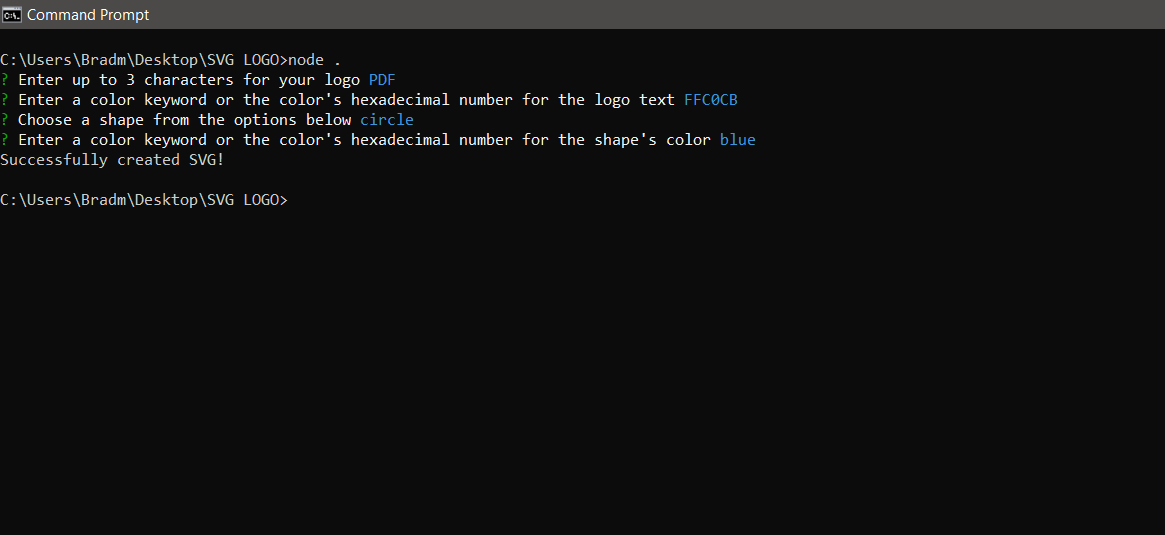 Command Prompt
C:\Users\Bradm\Desktop\SVG LOGO>node .
? Enter up to 3 characters for your logo PDF
? Enter a color keyword or the color's hexadecimal number for the logo text FFC0CB
? Choose a shape from the options below circle
? Enter a color keyword or the color's hexadecimal number for the shape's color blue
Successfully created SVG!
C:\Users\Bradm\Desktop\SVG LOGO>